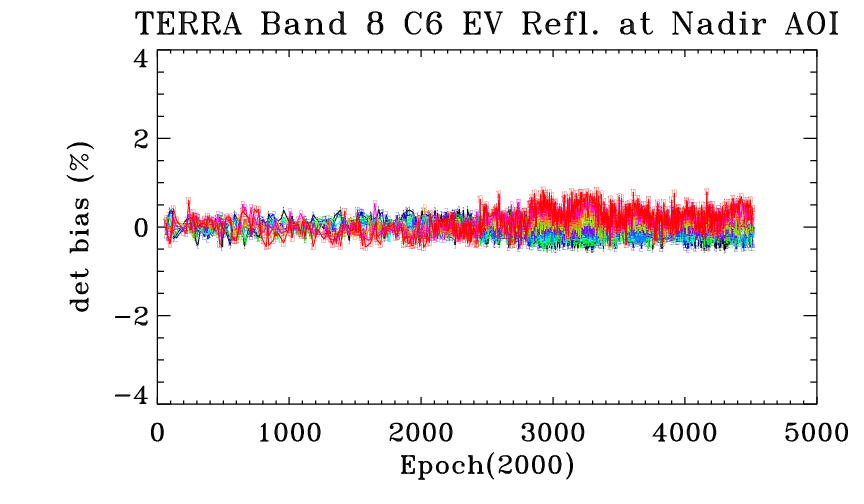 TERRA Band 8 C6 EV Refl. at Nadir AOI
4
2
0
−2
−4
det bias (%)
0 1000 2000 3000 4000 5000
Epoch(2000)